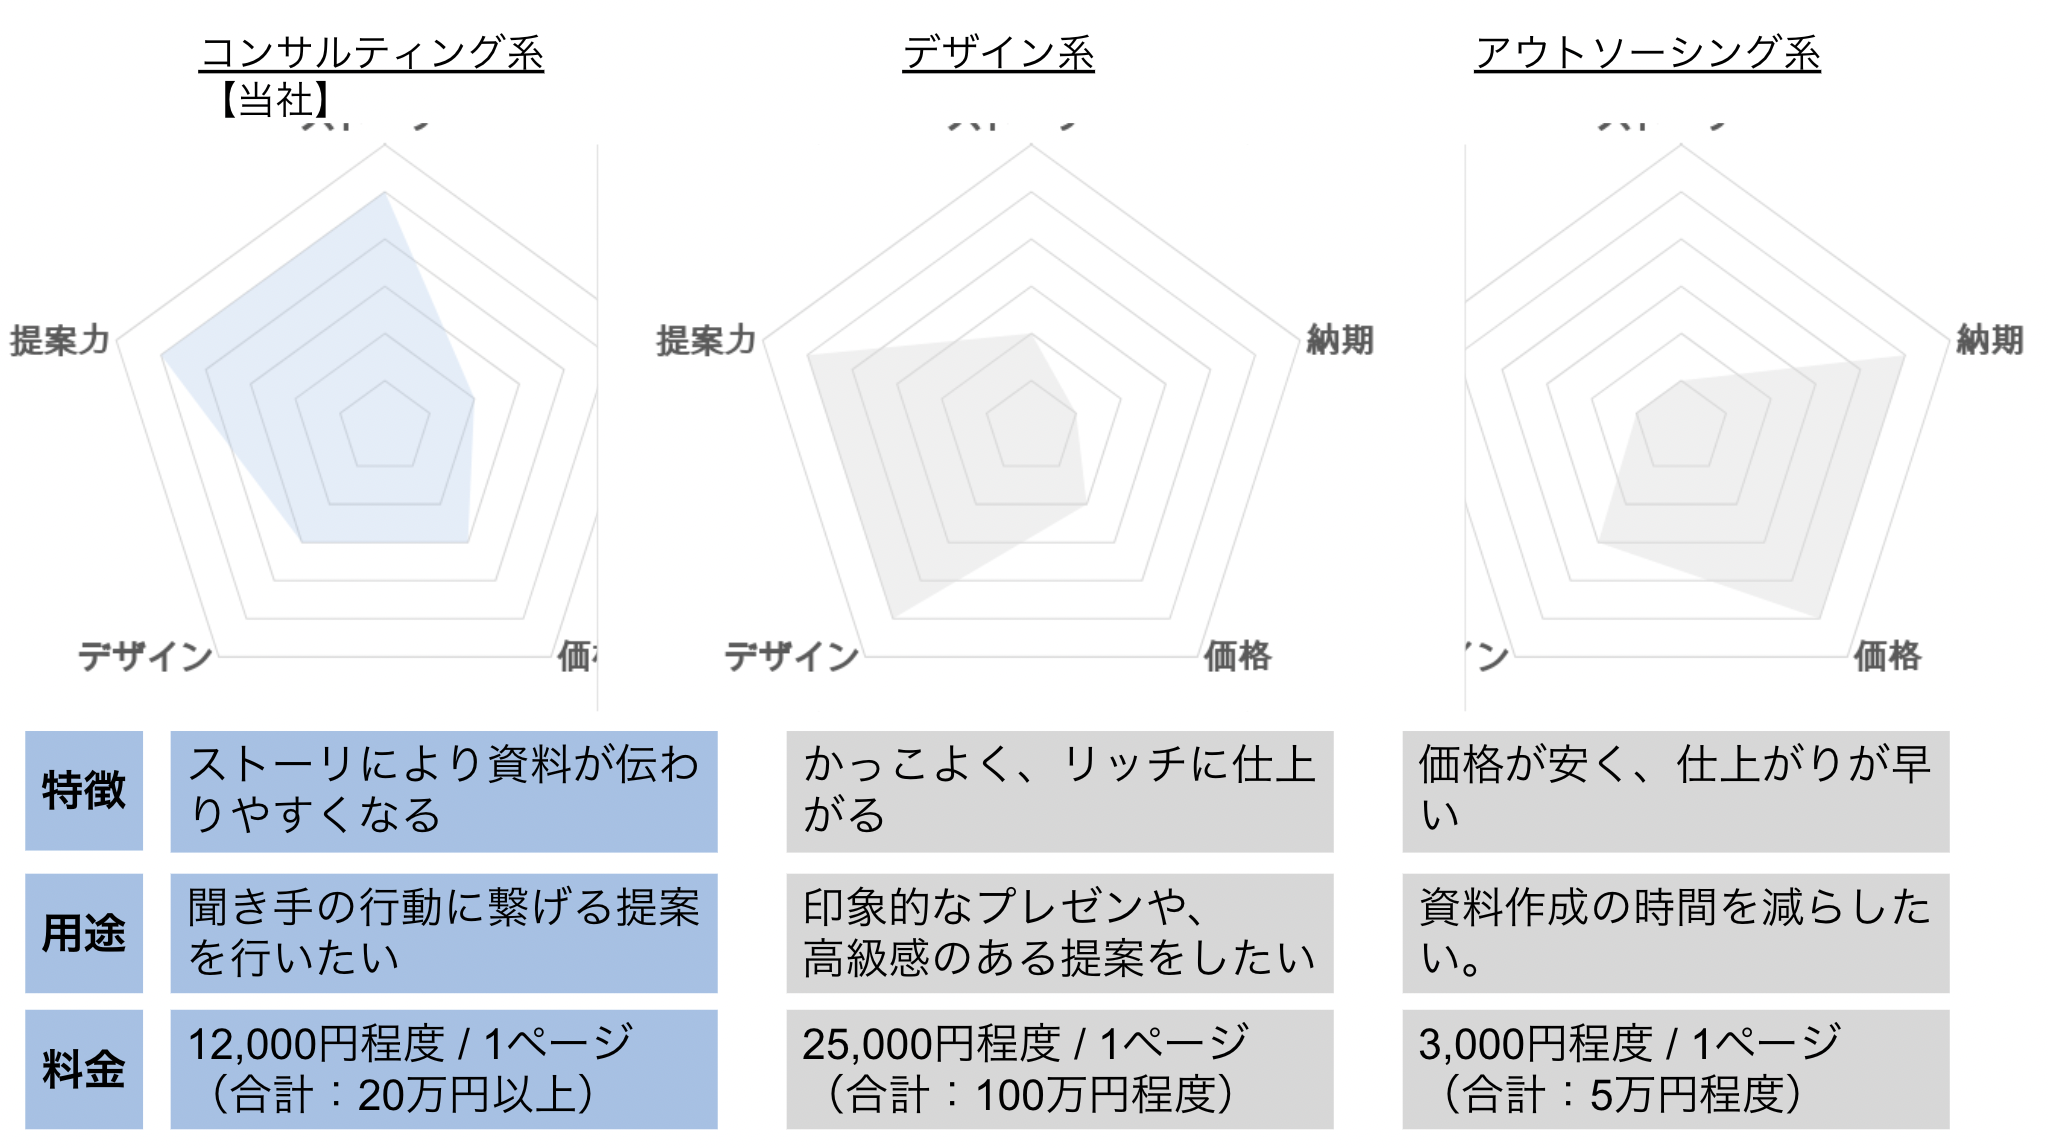 コンサルティング系
【当社】
デザイン系
アウトソーシング系
提案力
デザイン
提案力
納期
デザイン
価格
納期
価格
特徴
ストーリにより資料が伝わ
りやすくなる
かっこよく、リッチに仕上
がる
価格が安く、仕上がりが早
い
用途
聞き手の行動に繋げる提案
を行いたい
印象的なプレゼンや、
高級感のある提案をしたい
資料作成の時間を減らした
い。
料金
12,000円程度 / 1ページ
（合計：20万円以上）
25,000円程度 / 1ページ
（合計：100万円程度）
3,000円程度 / 1ページ
（合計：5万円程度）